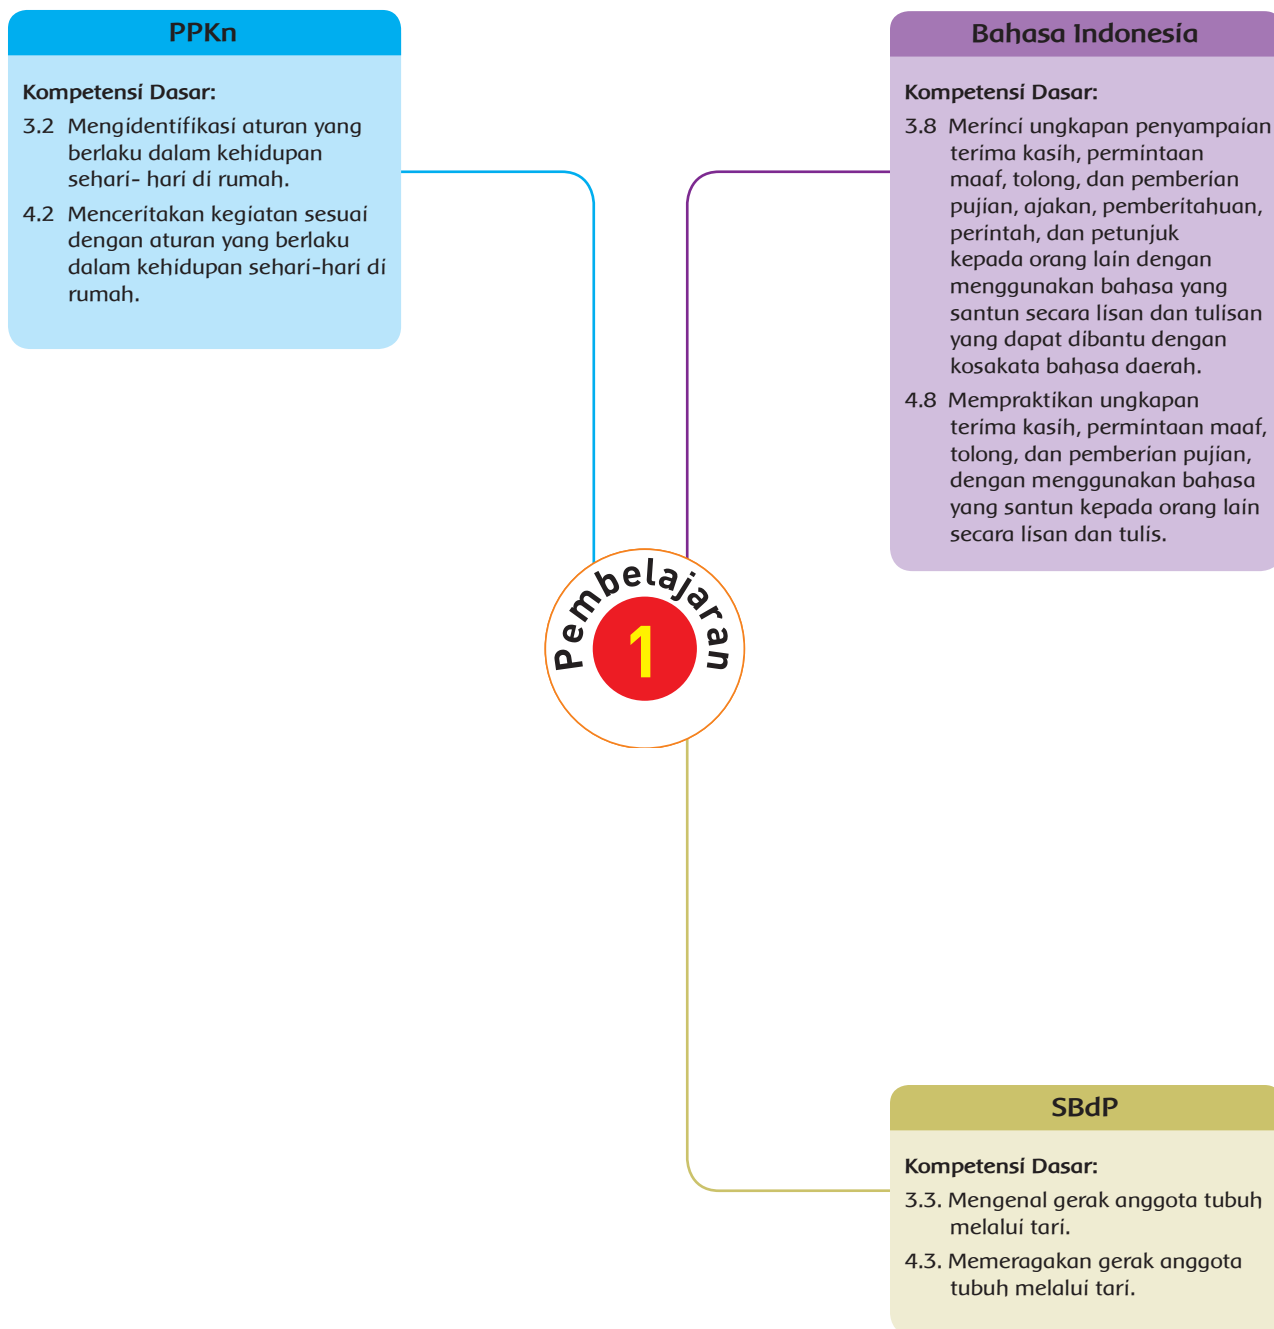 PPKn
Kompetensi Dasar:
3.2 Mengidentifikasi aturan yang
berlaku dalam kehidupan
sehari- hari di rumah.
4.2 Menceritakan kegiatan sesuai
dengan aturan yang berlaku
dalam kehidupan sehari-hari di
rumah.
Bahasa Indonesia
Kompetensi Dasar:
3.8 Merinci ungkapan penyampaian
terima kasih, permintaan
maaf, tolong, dan pemberian
pujian, ajakan, pemberitahuan,
perintah, dan petunjuk
kepada orang lain dengan
menggunakan bahasa yang
santun secara lisan dan tulisan
yang dapat dibantu dengan
kosakata bahasa daerah.
4.8 Mempraktikan ungkapan
terima kasih, permintaan maaf,
tolong, dan pemberian pujian,
dengan menggunakan bahasa
yang santun kepada orang lain
secara lisan dan tulis.
Pembelajaran
1
SBdP
Kompetensi Dasar:
3.3. Mengenal gerak anggota tubuh
melalui tari.
4.3. Memeragakan gerak anggota
tubuh melalui tari.